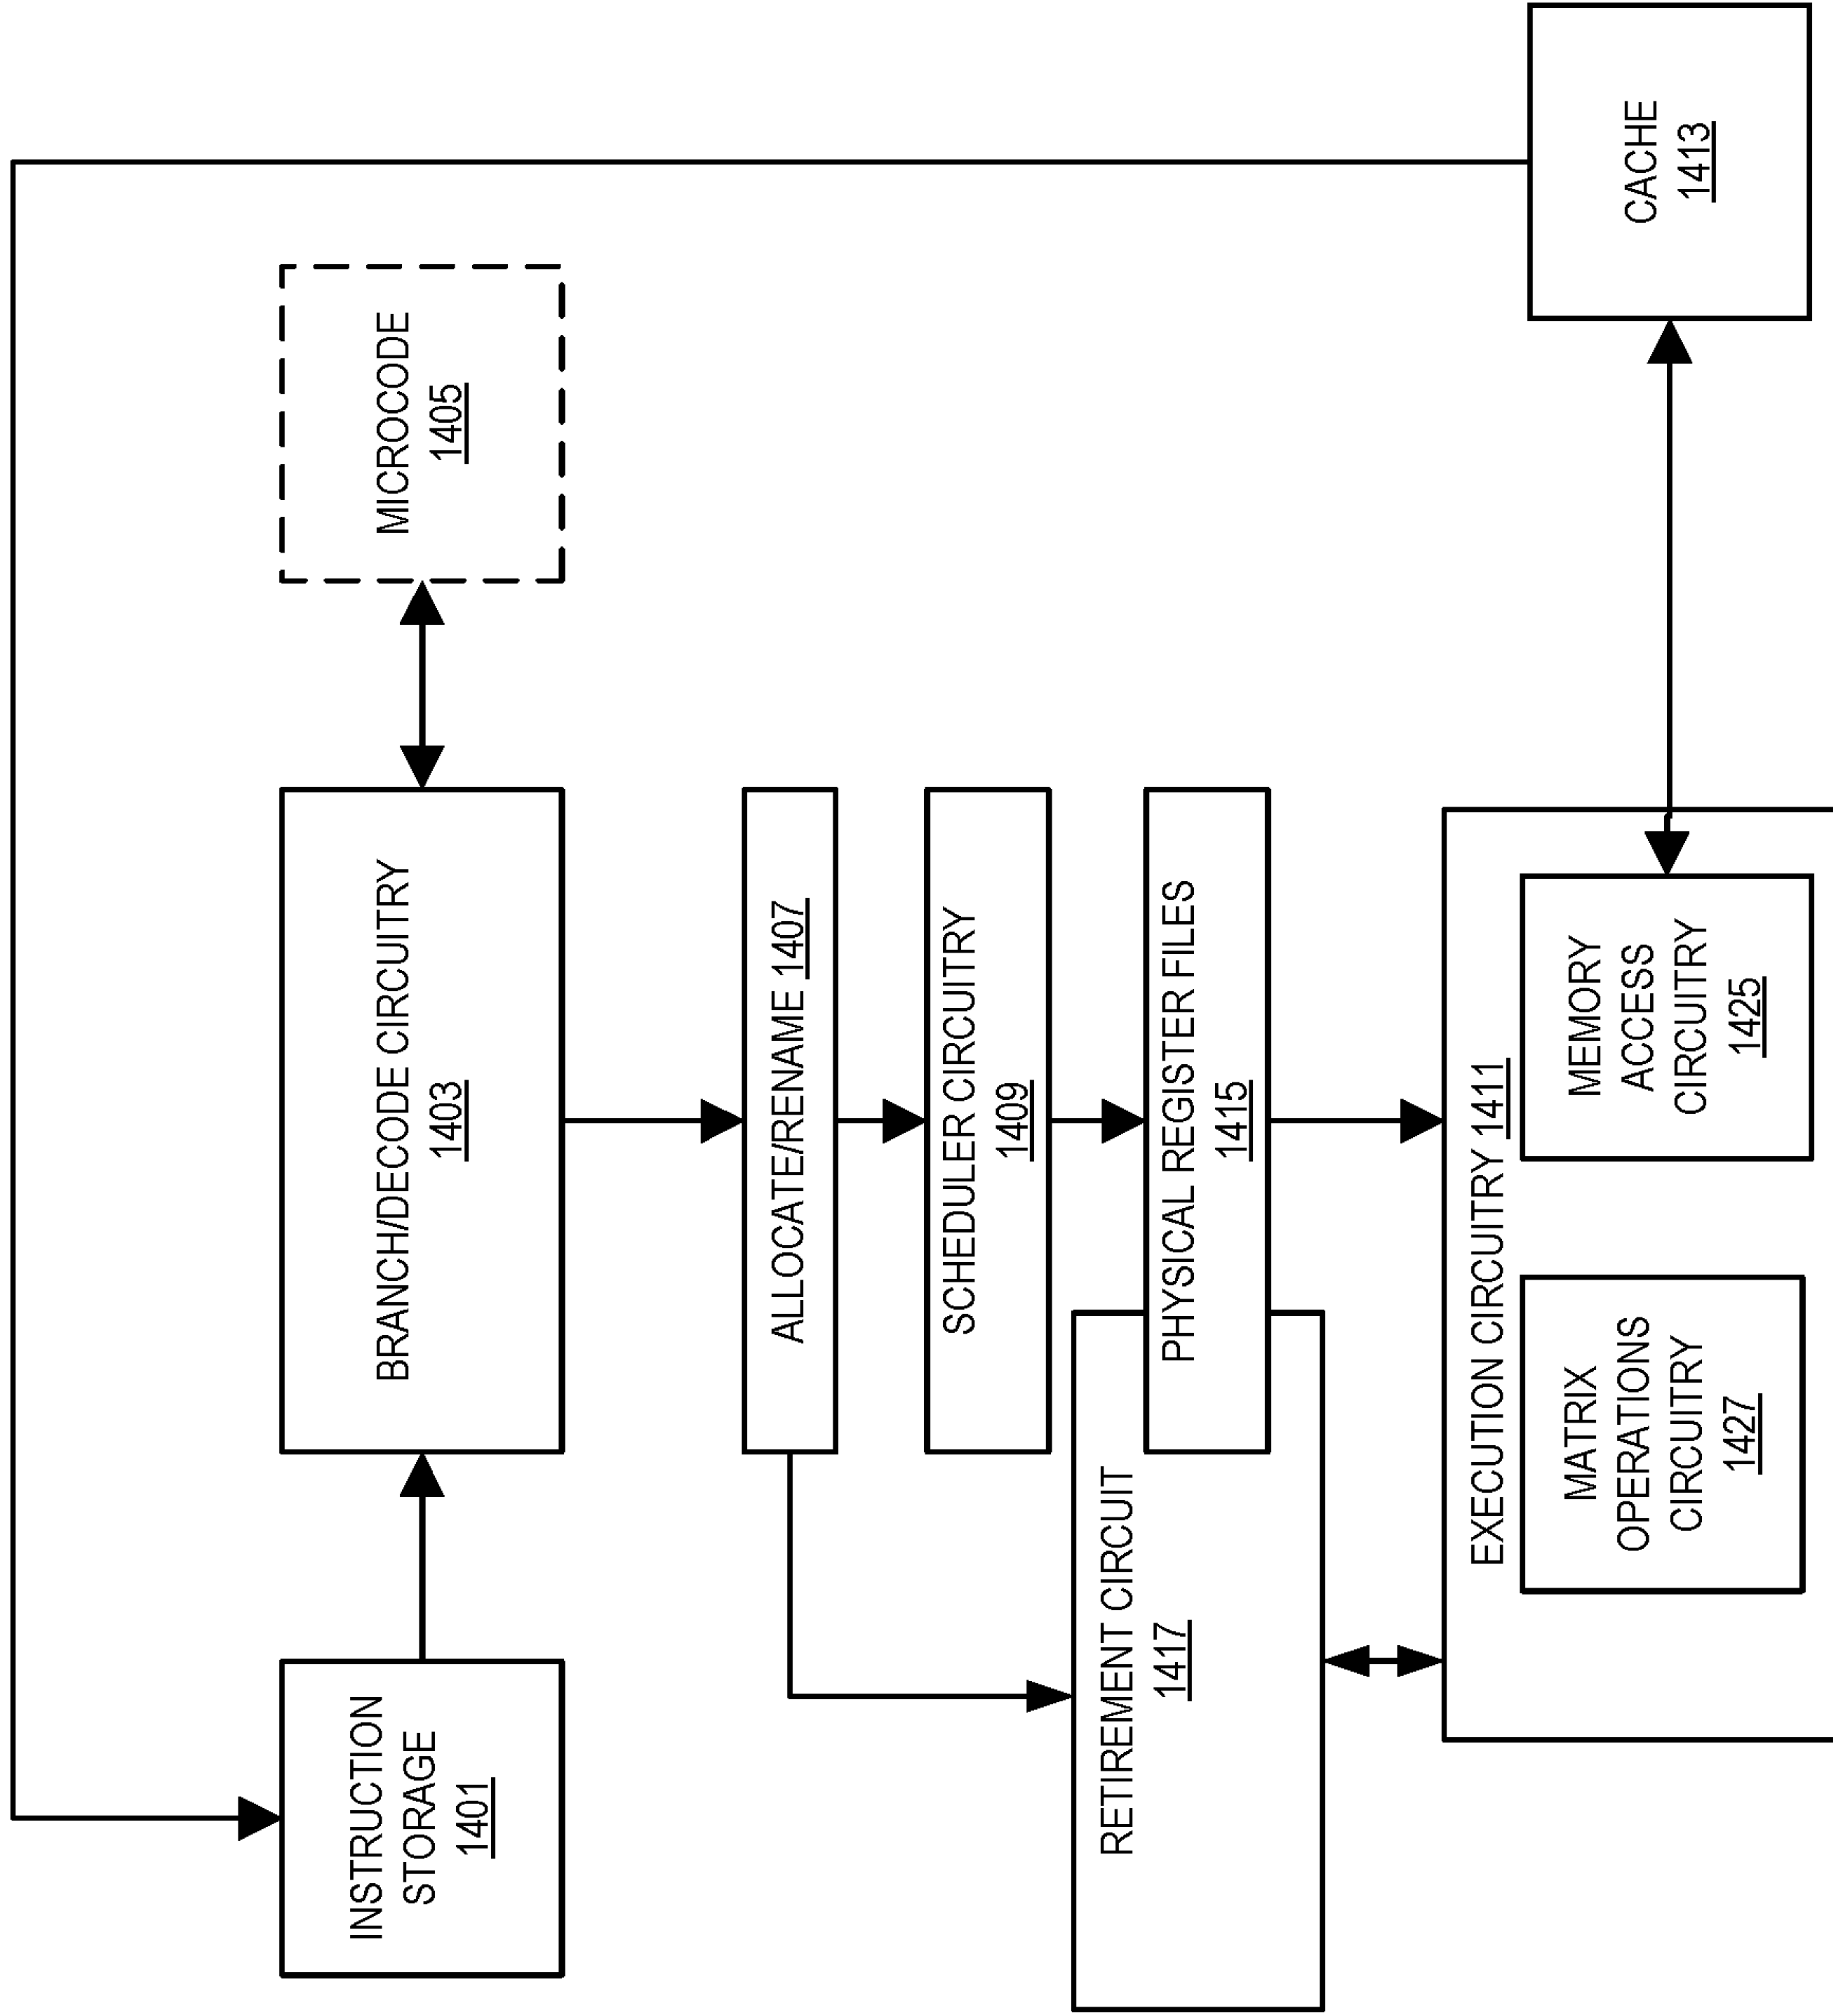 INSTRUCTION
STORAGE
1401
BRANCH/DECODE CIRCUITRY
1403
MICROCODE
1405
ALLOCATE/RENAME 1407
SCHEDULER CIRCUITRY
1409
RETIREMENT CIRCUIT
1417
PHYSICAL REGISTER FILES
1415
EXECUTION CIRCUITRY 1411
MATRIX
OPERATIONS
CIRCUITRY
1427
MEMORY
ACCESS
CIRCUITRY
1425
CACHE
1413